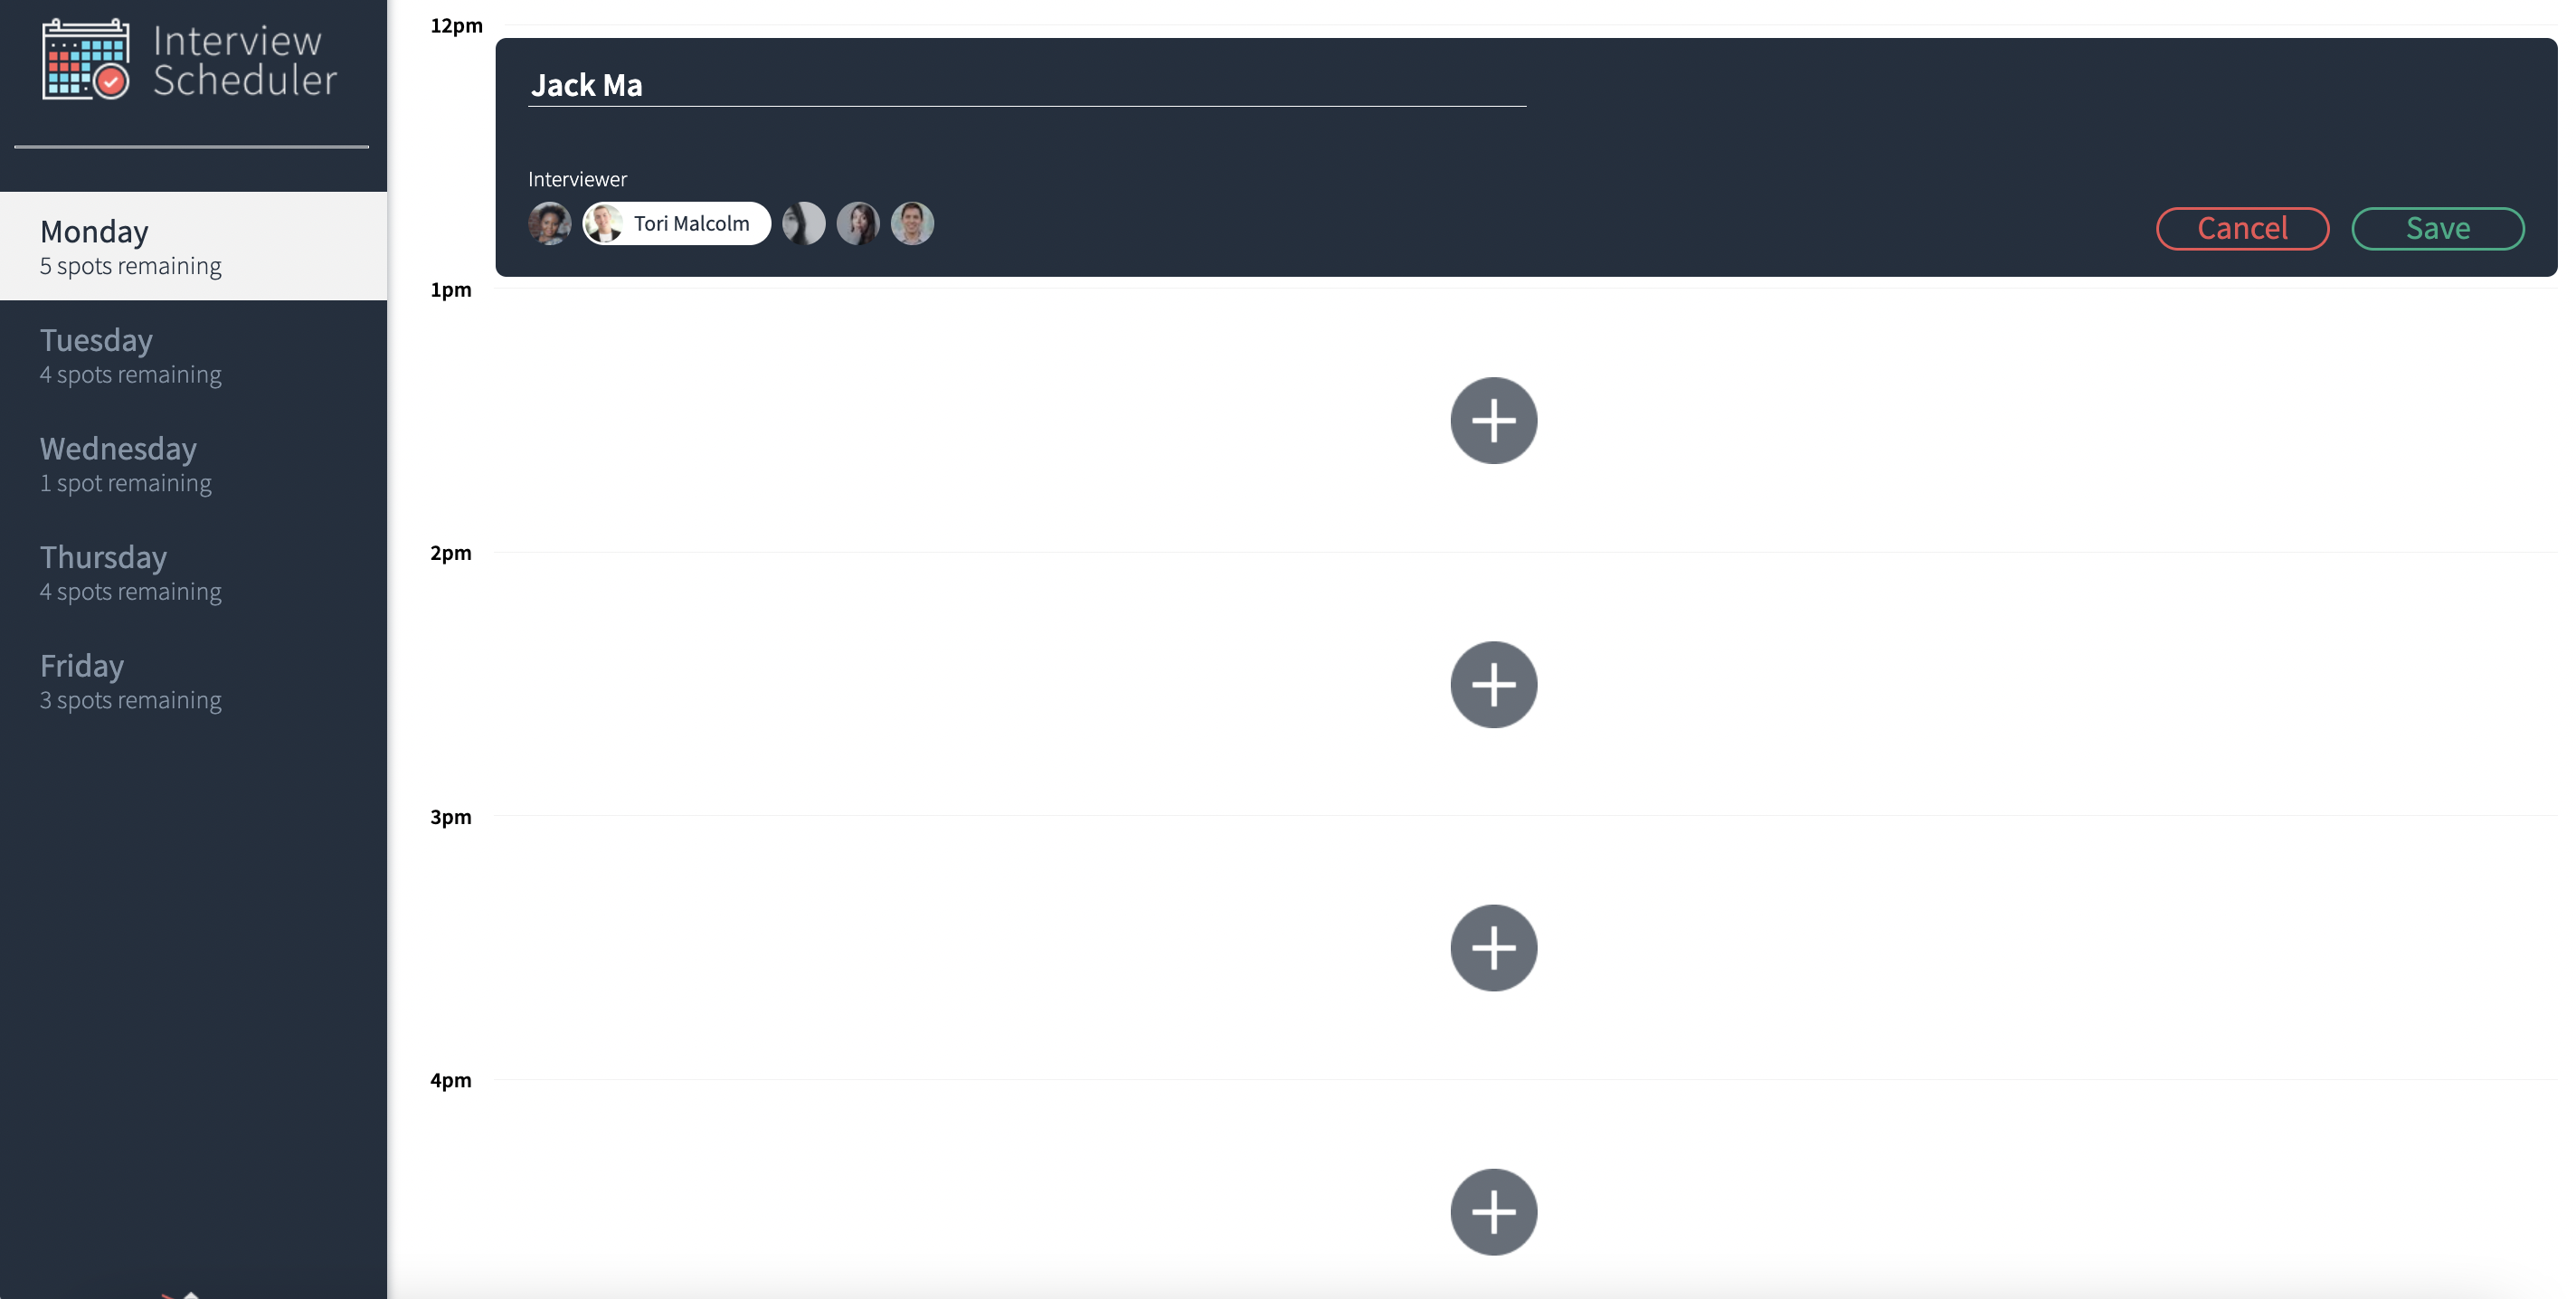 Interview
Scheduler
Monday
5 spots remaining
Tuesday
4 spots remaining
Wednesday
1 spot remaining
Thursday
4 spots remaining
Friday
3 spots remaining
12pm
Jack Ma
Interviewer
Tori Malcolm
Cancel
Save
1pm
2pm
3pm
4pm